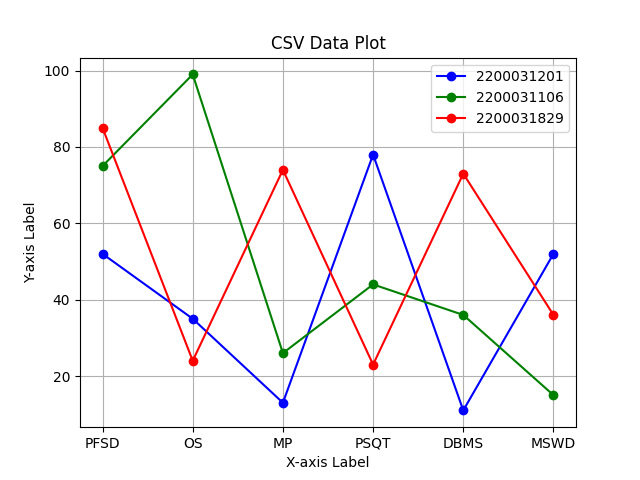 CSV Data Plot
2200031201
2200031106
2200031829
Y-axis Label
100
80
60
40
20
PFSD OS MP PSQT DBMS MSWD
X-axis Label